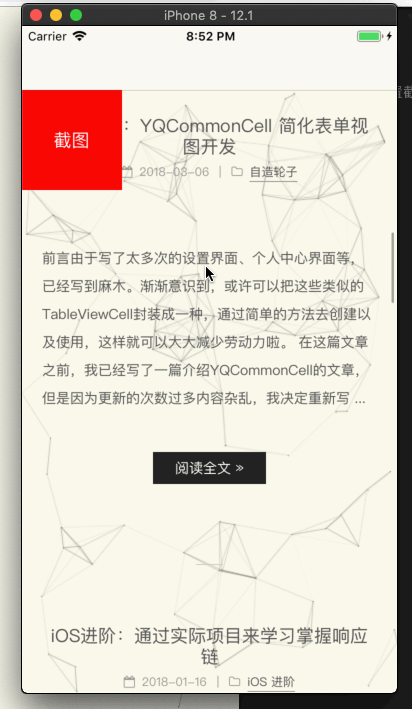 iPhone 8 - 12.1
Carrier 8:52 PM
截图
：YQCommonCell 简化表单视
图开发
2018-03-06 | 自造轮子
前言由于写了太多次的设置界面、个人中心界面等，
已经写到麻木。渐渐意识到，或许可以把这些类似的
TableViewCell封装成一种，通过简单的方法去创建以
及使用，这样就可以大大减少劳动力啦。 在这篇文章
之前，我已经写了一篇介绍YQCommonCell的文章，
但是因为更新的次数过多内容杂乱，我决定重新写 ...
阅读全文 »
iOS进阶：通过实际项目来学习掌握响应
链
2018-01-16 | iOS 进阶